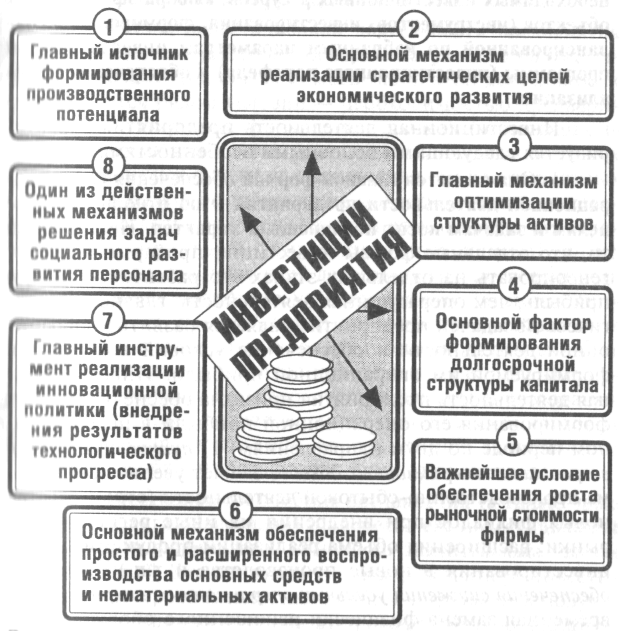 1
Главный источник
формирования
производственного
потенциала
2
Основной механизм
реализации стратегических целей
экономического развития
3
Главный механизм
оптимизации
структуры активов
4
Основной фактор
формирования
долгосрочной
структуры капитала
5
Важнейшее условие
обеспечения роста
рыночной стоимости
фирмы
6
Основной механизм обеспечения
простого и расширенного воспро-
изводства основных средств
и нематериальных активов
7
Главный инстру-
мент реализации
инновационной
политики (внедре-
ния результатов
технологического
прогресса)
8
Один из действен-
ных механизмов
решения задач
социального раз-
вития персонала
ИНВЕСТИЦИИ
ПРЕДПРИЯТИЯ